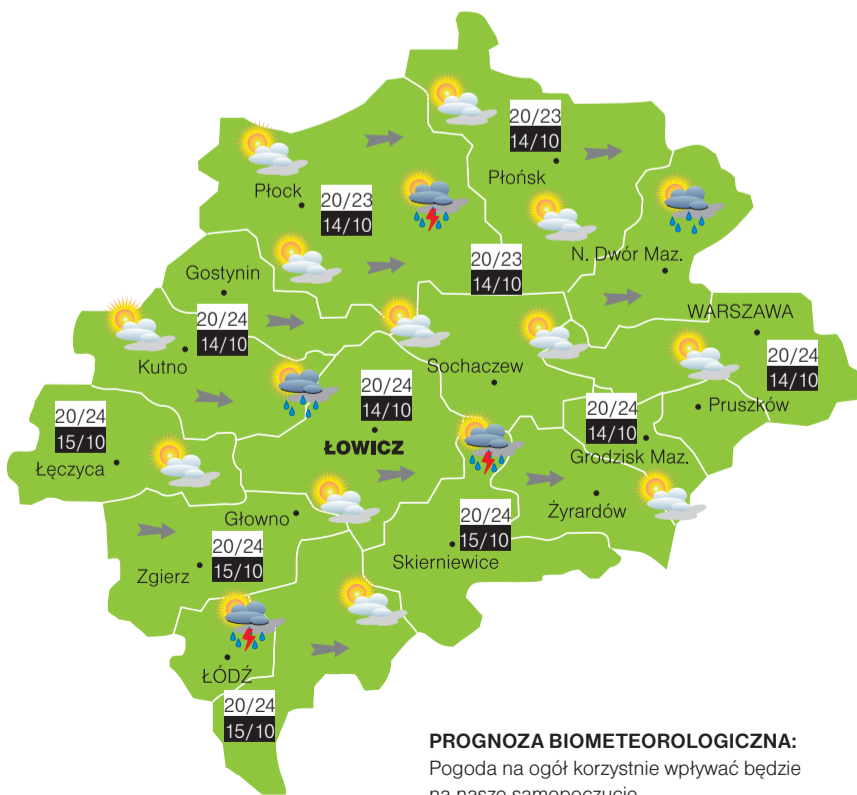 20/23
14/10
Płońsk
Płock
20/23
14/10
N. Dwór Maz.
20/23
14/10
Gostynin
20/24
14/10
Kutno
WARSZAWA
20/24
14/10
Sochaczew
20/24
14/10
ŁOWICZ
Pruszków
20/24
14/10
Grodzisk Maz.
20/24
15/10
Łęczyca
Głowno
Żyrardów
20/24
15/10
Skierniewice
20/24
15/10
Zgierz
ŁÓDŹ
20/24
15/10
PROGNOZA BIOMETEOROLOGICZNA:
Pogoda na ogół korzystnie wpływać będzie
na nasze samopoczucie